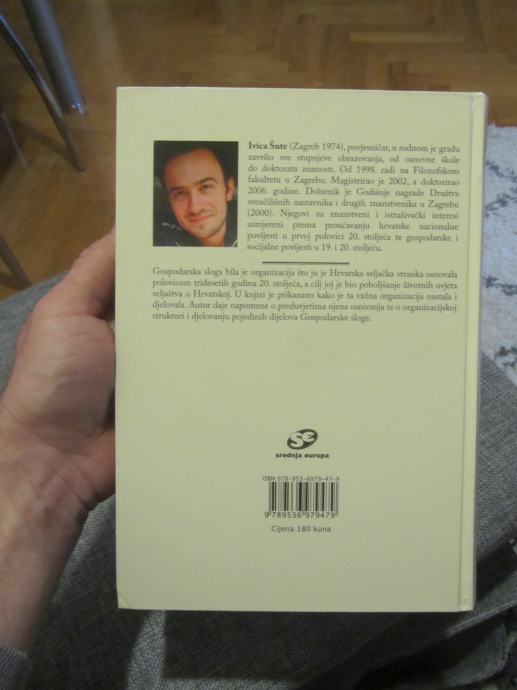 Ivica Šute (Zagreb 1974), povjesničar, u rodnom je gradu
završio sve stupnjeve obrazovanja, od osnovne škole
do doktorata znanosti. Od 1998. radi na Filozofskom
fakultetu u Zagrebu. Magistrirao je 2002, a doktorirao
2006. godine. Dobitnik je Godišnje nagrade Društva
sveučilišnih nastavnika i drugih znanstvenika u Zagrebu
(2000). Njegovi su znanstveni i istraživački interesi
usmjereni prema proučavanju hrvatske nacionalne
povijesti u prvoj polovici 20. stoljeća te gospodarske i
socijalne povijesti u 19. i 20. stoljeću.
Gospodarska sloga bila je organizacija što ju je Hrvatska seljačka stranka osnovala
polovicom tridesetih godina 20. stoljeća, a cilj joj je bio poboljšanje životnih uvjeta
seljaštva u Hrvatskoj. U knjizi je prikazano kako je ta važna organizacija nastala i
djelovala. Autor daje napomene o preduvjetima njena osnivanja te o organizacijskoj
strukturi i djelovanju pojedinih dijelova Gospodarske sloge.
se
srednja europa
ISBN 978-953-6979-47-9
9 789536 979479
Cijena 180 kuna